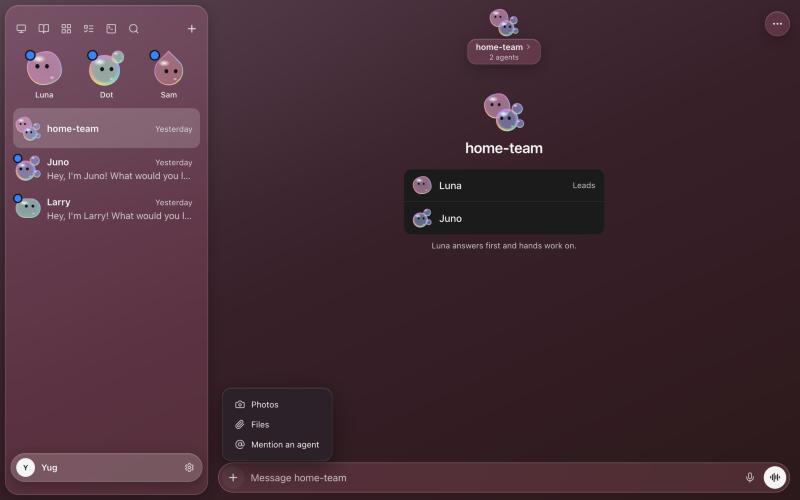 Luna
Dot
Sam
home-team
Yesterday
Juno
Yesterday
Hey, I'm Juno! What would you l...
Larry
Yesterday
Hey, I'm Larry! What would you l...
Y
Yug
home-team
2 agents
home-team
Luna
Leads
Juno
Luna answers first and hands work on.
Photos
Files
Mention an agent
Message home-team